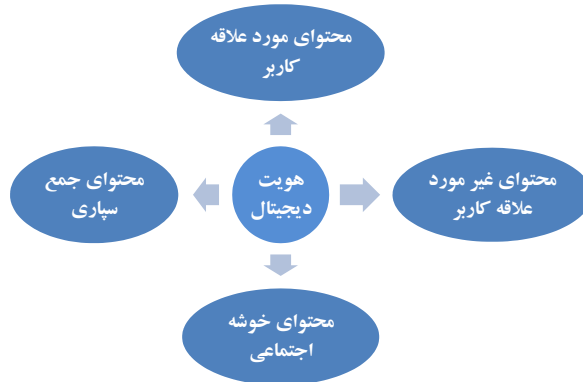 محتوای مورد علاقه
کاربر
محتوای غیر مورد
علاقه کاربر
هویت
دیجیتال
محتوای جمع
سپاری
محتوای خوشه
اجتماعی